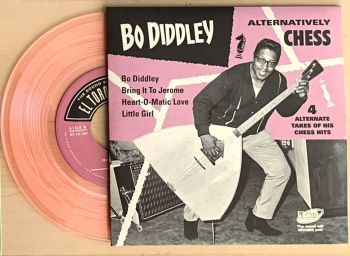 BO DIDDLEY
ALTERNATIVELY
CHESS
Bo Diddley
Bring It To Jerome
Heart-O-Matic Love
Little Girl
4
ALTERNATE
TAKES OF HIS
CHESS HITS
EL TORO